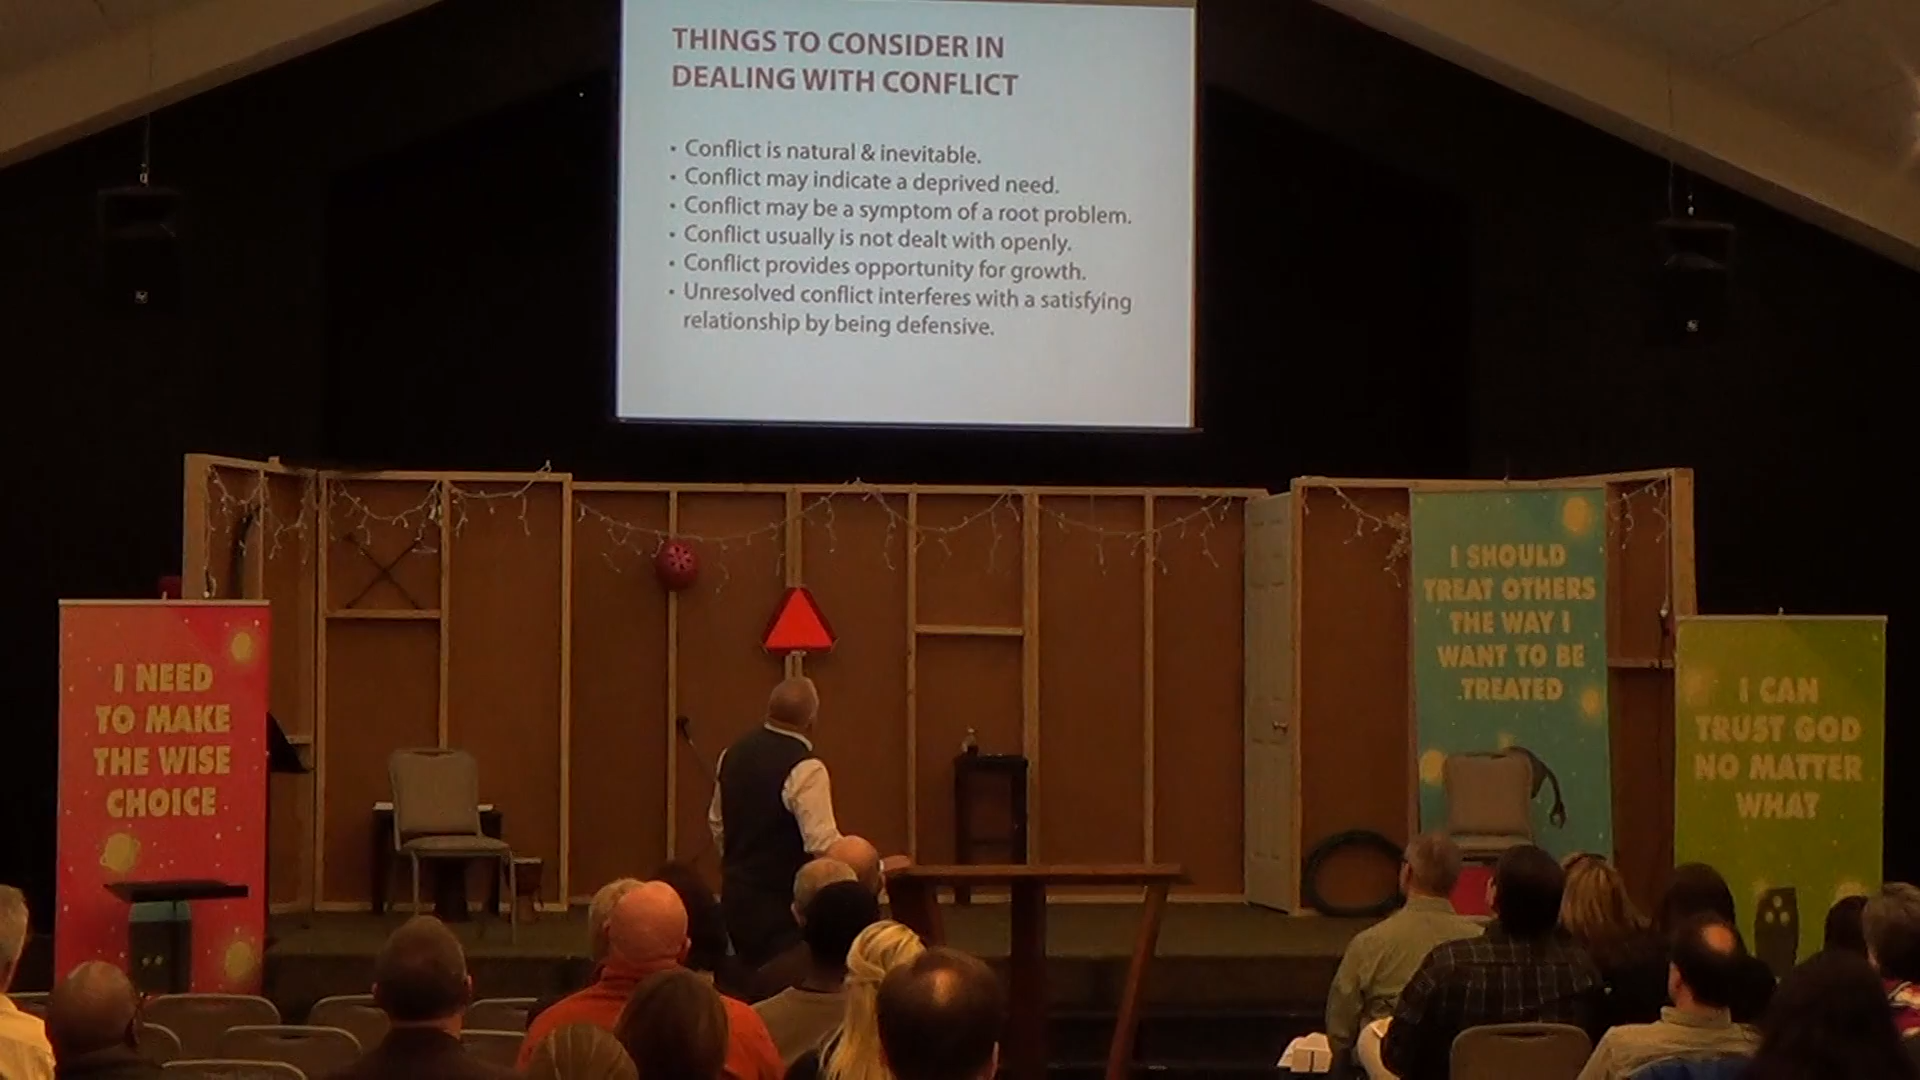 THINGS TO CONSIDER IN
DEALING WITH CONFLICT
• Conflict is natural & inevitable.
• Conflict may indicate a deprived need.
• Conflict may be a symptom of a root problem.
• Conflict usually is not dealt with openly.
• Conflict provides opportunity for growth.
• Unresolved conflict interferes with a satisfying
relationship by being defensive.
I NEED
TO MAKE
THE WISE
CHOICE
I SHOULD
TREAT OTHERS
THE WAY I
WANT TO BE
TREATED
I CAN
TRUST GOD
NO MATTER
WHAT